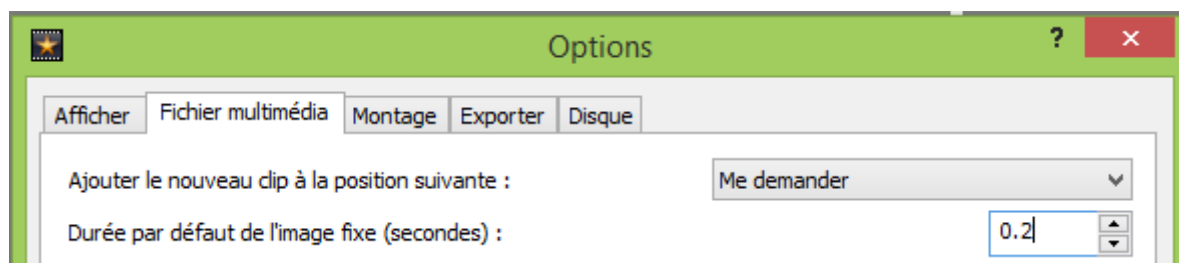 Options
?
×
Afficher Fichier multimédia Montage Exporter Disque
Ajouter le nouveau clip à la position suivante : Me demander
Durée par défaut de l'image fixe (secondes) : 0.2